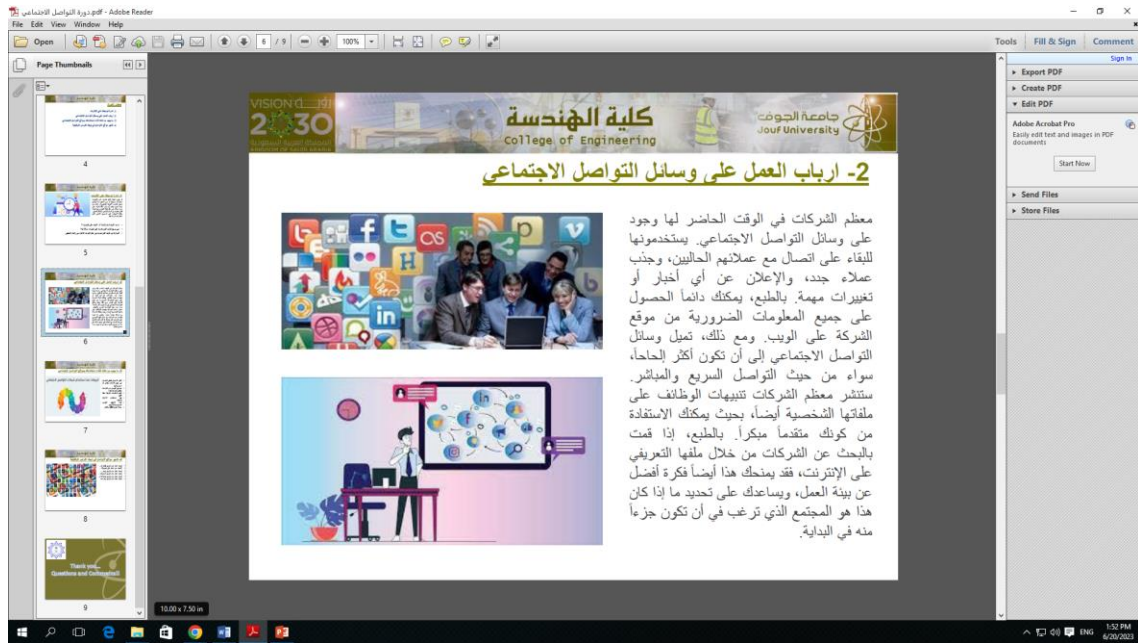 دورة التواصل الاجتماعي.pdf - Adobe Reader
File Edit View Window Help
Open
6 / 9
100%
Tools Fill & Sign Comment
Sign In
Page Thumbnails
4
5
6
7
8
Thank you...
Questions and Comments!!
9
VISION رؤيـــة
2030
KINGDOM OF SAUDI ARABIA
كلية الهندسة
College of Engineering
جامعة الجوف
Jouf University
2- ارباب العمل على وسائل التواصل الاجتماعي
معظم الشركات في الوقت الحاضر لها وجود
على وسائل التواصل الاجتماعي. يستخدمونها
للبقاء على اتصال مع عملائهم الحاليين، وجذب
عملاء جدد، والإعلان عن أي أخبار أو
تغييرات مهمة. بالطبع، يمكنك دائماً الحصول
على جميع المعلومات الضرورية من موقع
الشركة على الويب. ومع ذلك، تميل وسائل
التواصل الاجتماعي إلى أن تكون أكثر إلحاحاً،
سواء من حيث التواصل السريع والمباشر.
ستنشر معظم الشركات تنبيهات الوظائف على
ملفاتها الشخصية أيضاً، بحيث يمكنك الاستفادة
من كونك متقدماً مبكراً. بالطبع، إذا قمت
بالبحث عن الشركات من خلال ملفها التعريفي
على الإنترنت، فقد يمنحك هذا أيضاً فكرة أفضل
عن بيئة العمل، ويساعدك على تحديد ما إذا كان
هذا هو المجتمع الذي ترغب في أن تكون جزءاً
منه في البداية.
Export PDF
Create PDF
Edit PDF
Adobe Acrobat Pro
Easily edit text and images in PDF
documents
Start Now
Send Files
Store Files
10.00 x 7.50 in
ENG
1:52 PM
6/20/2023